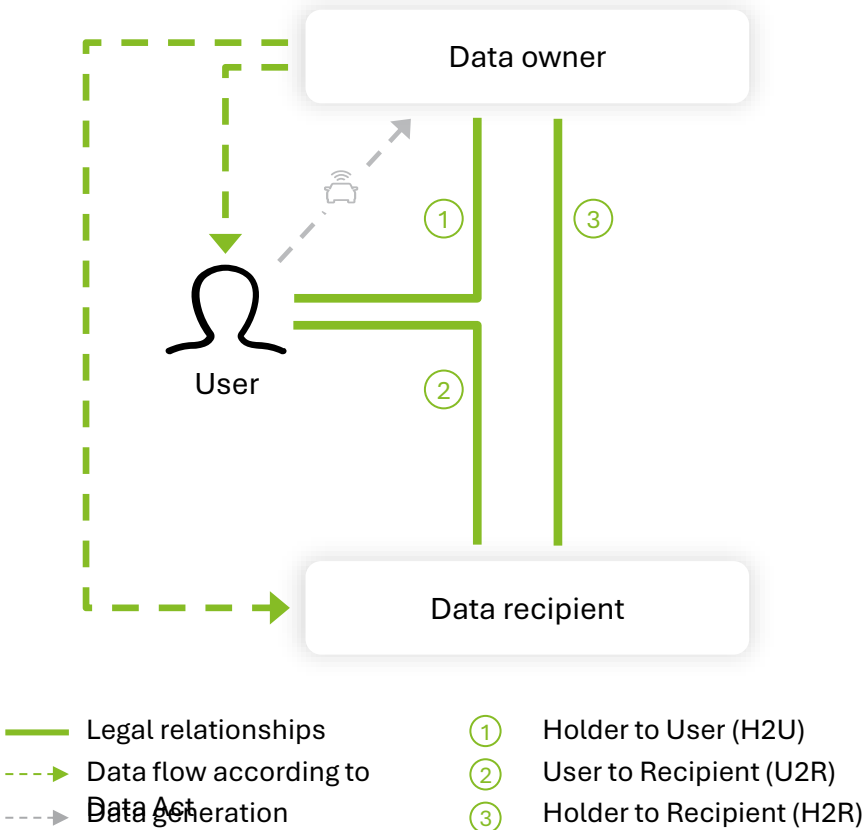 Data owner
1
3
User
2
Data recipient
Legal relationships
Data flow according to
Data Act
Data generation
1 Holder to User (H2U)
2 User to Recipient (U2R)
3 Holder to Recipient (H2R)